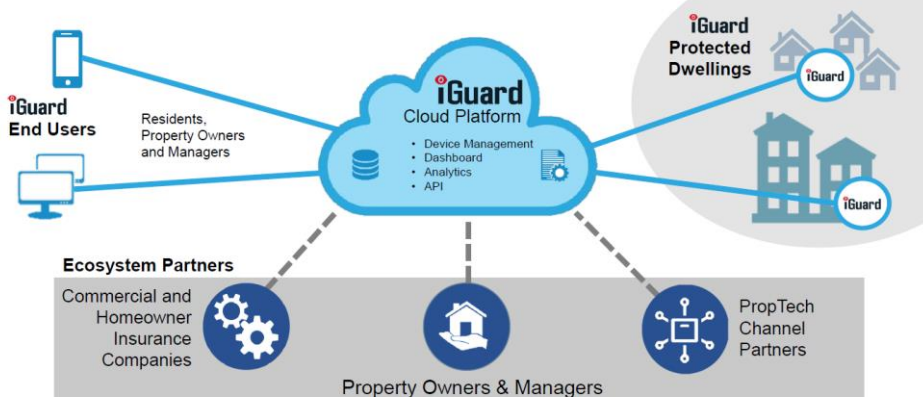 iGuard
End Users
Residents,
Property Owners
and Managers
iGuard
Cloud Platform
• Device Management
• Dashboard
• Analytics
• API
iGuard
Protected
Dwellings
iGuard
iGuard
Ecosystem Partners
Commercial and
Homeowner
Insurance
Companies
Property Owners & Managers
PropTech
Channel
Partners